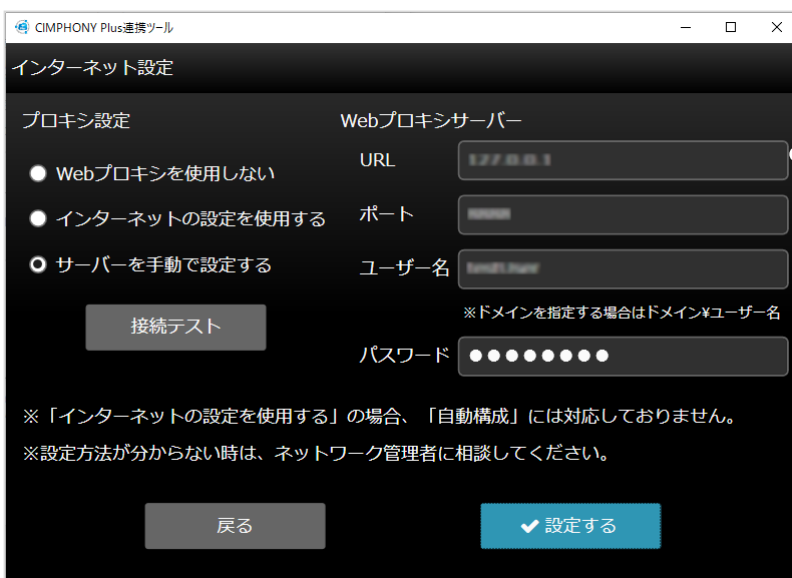 CIMPHONY Plus連携ツール
インターネット設定
プロキシ設定
Webプロキシを使用しない
インターネットの設定を使用する
サーバーを手動で設定する
接続テスト
Webプロキシサーバー
URL
ポート
ユーザー名
※ドメインを指定する場合はドメイン¥ユーザー名
パスワード ●●●●●●●●
※「インターネットの設定を使用する」の場合、「自動構成」には対応しておりません。
※設定方法が分からない時は、ネットワーク管理者に相談してください。
戻る
設定する